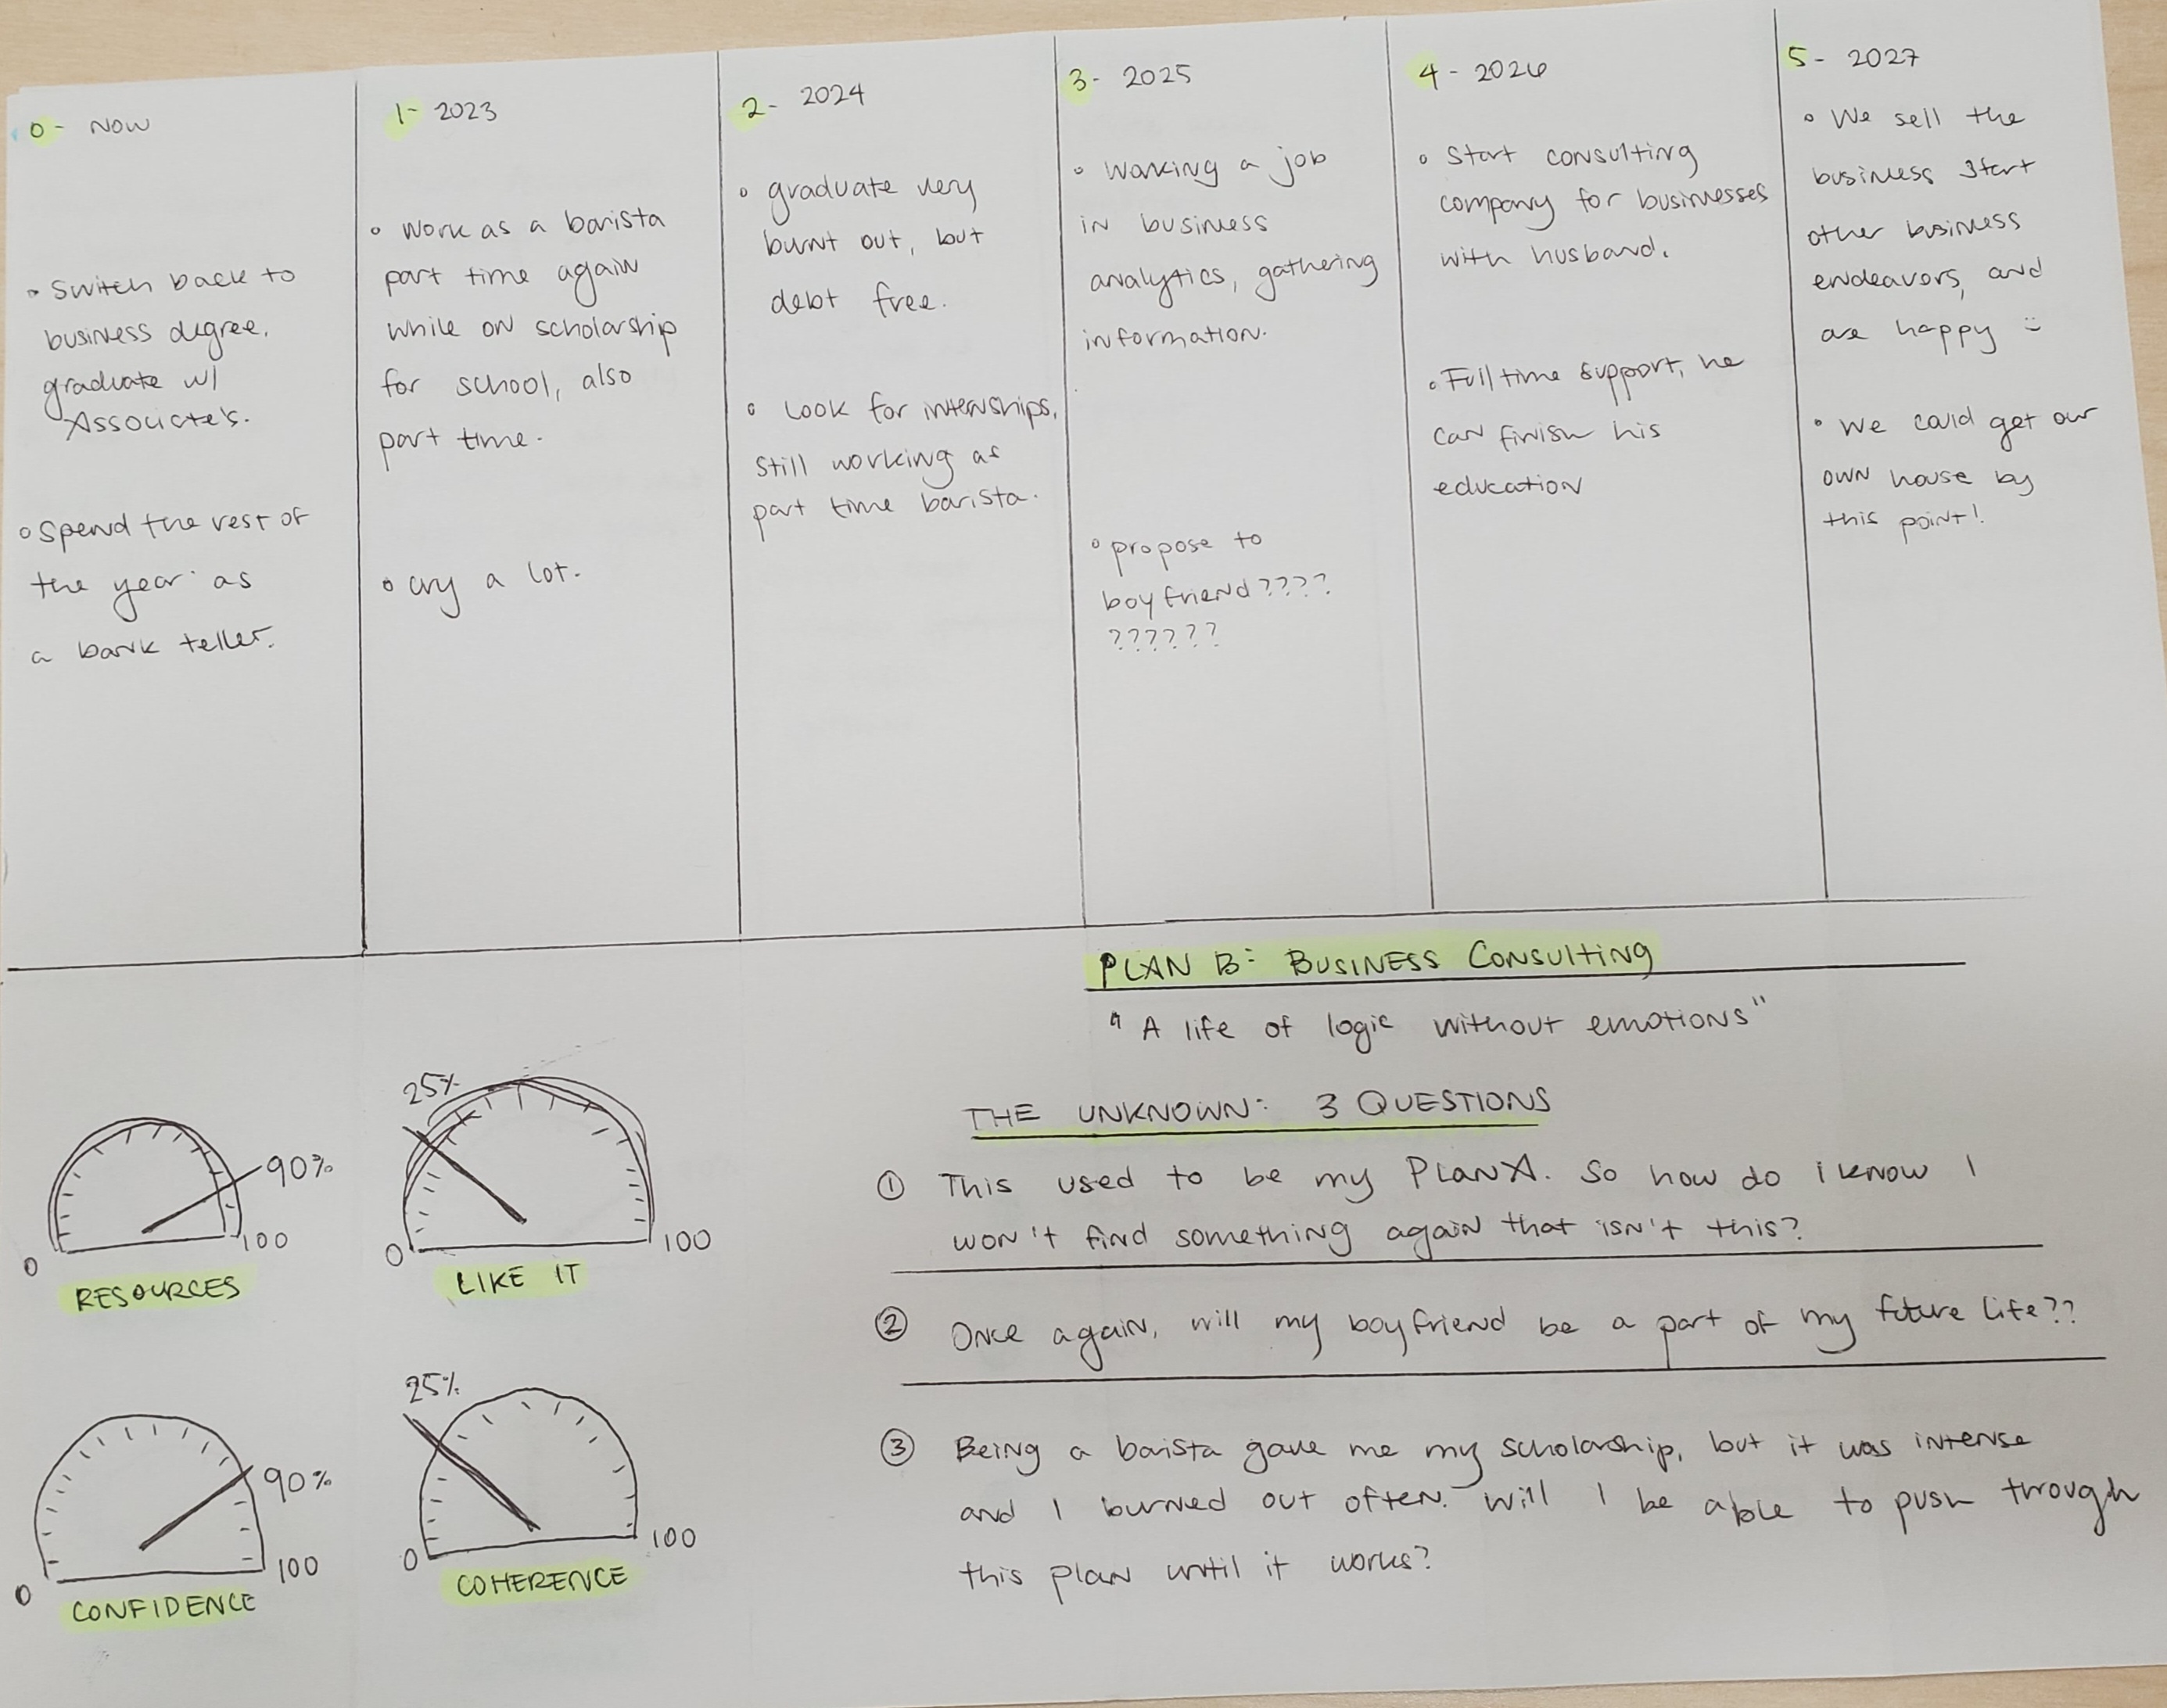 0- NOW
• Switch back to
business degree,
graduate w/
Associate's.
• Spend the rest of
the year as
a bank teller.
1- 2023
• Work as a barista
part time again
while on scholarship
for school, also
part time.
• cry a lot.
2- 2024
• graduate very
burnt out, but
debt free.
• Look for internships,
still working as
part time barista.
3- 2025
• Working a job
in business
analytics, gathering
information.
• propose to
boyfriend????
??????
4 - 2026
• Start consulting
company for businesses
with husband.
• Full time support, he
can finish his
education
5- 2027
• We sell the
business start
other business
endeavors, and
are happy :)
• We could get our
own house by
this point!
PLAN B: BUSINESS CONSULTING
"A life of logic without emotions"
90%
0
100
RESOURCES
25%
0
100
LIKE IT
90%
0
100
CONFIDENCE
25%
0
100
COHERENCE
THE UNKNOWN: 3 QUESTIONS
① This used to be my PLAN A. So how do i know I
won't find something again that isn't this?
② Once again, will my boyfriend be a part of my future life??
③ Being a barista gave me my scholarship, but it was intense
and I burned out often. Will I be able to push through
this plan until it works?